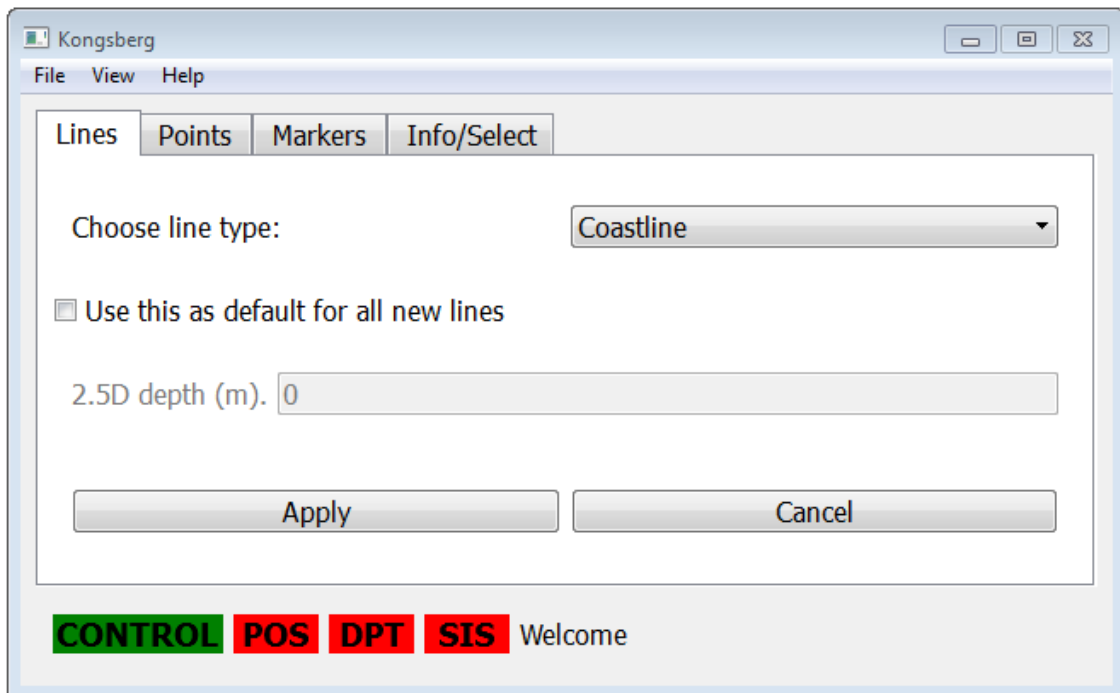 Kongsberg
File View Help
Lines Points Markers Info/Select
Choose line type: Coastline
Use this as default for all new lines
2.5D depth (m). 0
Apply Cancel
CONTROL POS DPT SIS Welcome